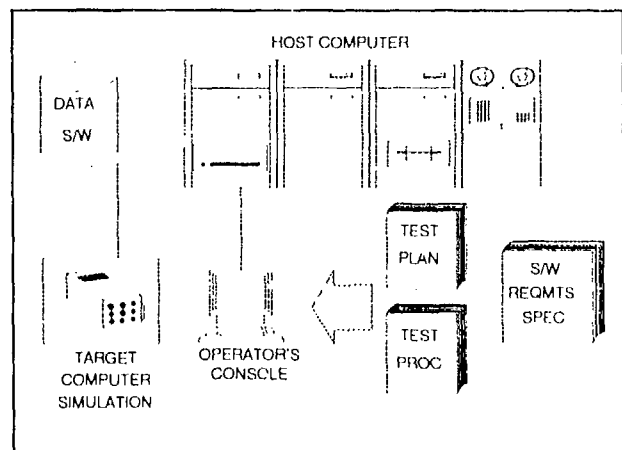 HOST COMPUTER
DATA
S/W
TEST
PLAN
S/W
REQMTS
SPEC
TEST
PROC
OPERATOR'S
CONSOLE
TARGET
COMPUTER
SIMULATION